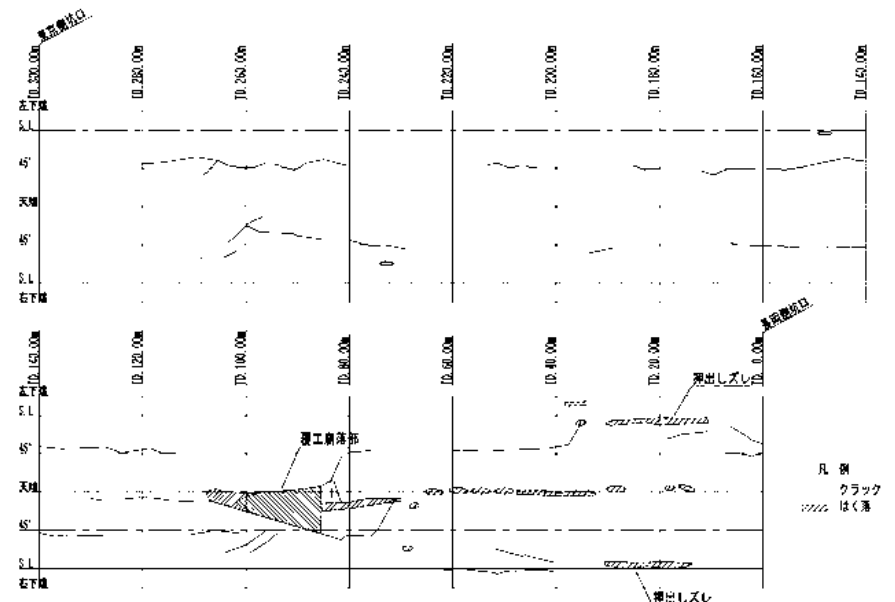 東京側坑口
TD.300.00m
TD.280.00m
TD.260.00m
TD.240.00m
TD.220.00m
TD.200.00m
TD.180.00m
TD.160.00m
TD.140.00m
左下端
S.L
45°
天端
45°
S.L
右下端
長岡側坑口
TD.140.00m
TD.120.00m
TD.100.00m
TD.80.00m
TD.60.00m
TD.40.00m
TD.20.00m
TD.0.00m
左下端
S.L
45°
天端
45°
S.L
右下端
押出しズレ
覆工剥落部
凡 例
クラック
はく落
押出しズレ